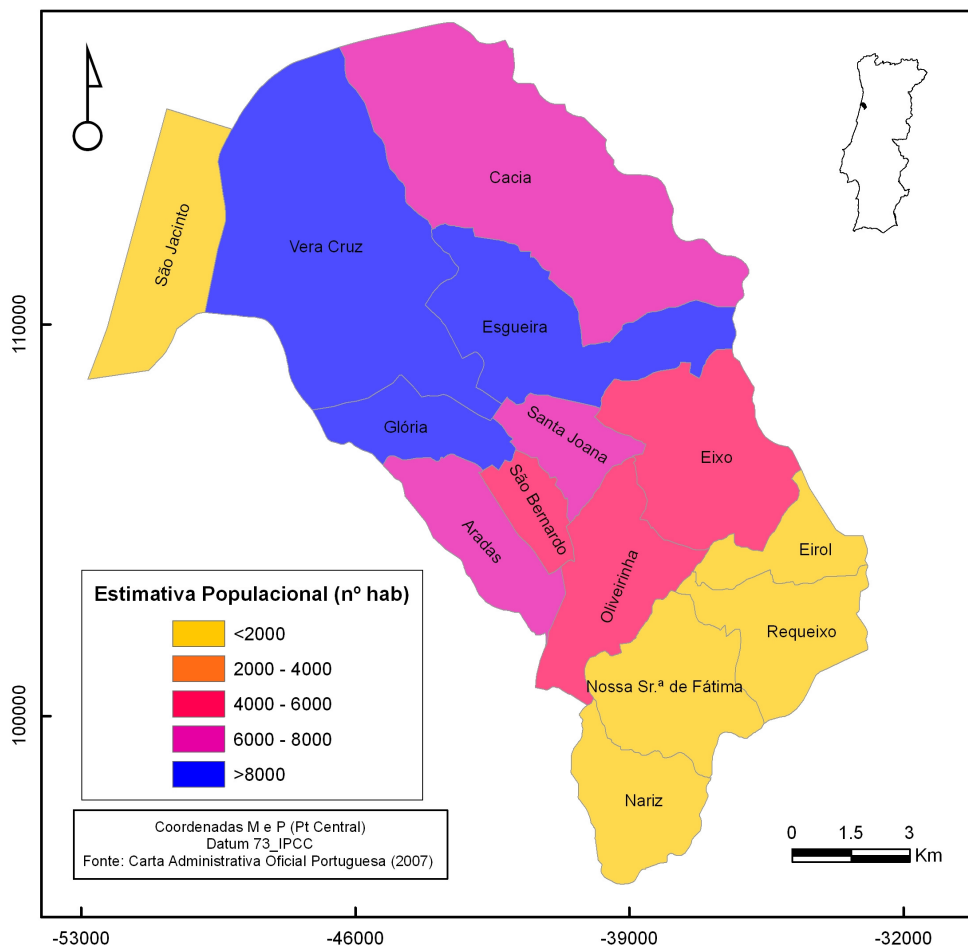 Cacia
São Jacinto
Vera Cruz
Esgueira
Glória
Santa Joana
São Bernardo
Eixo
Aradas
Eirol
Oliveirinha
Requeixo
Nossa Sr.ª de Fátima
Nariz
110000
100000
Estimativa Populacional (nº hab)
<2000
2000 - 4000
4000 - 6000
6000 - 8000
>8000
Coordenadas M e P (Pt Central)
Datum 73_IPCC
Fonte: Carta Administrativa Oficial Portuguesa (2007)
0 1.5 3
Km
-53000 -46000 -39000 -32000